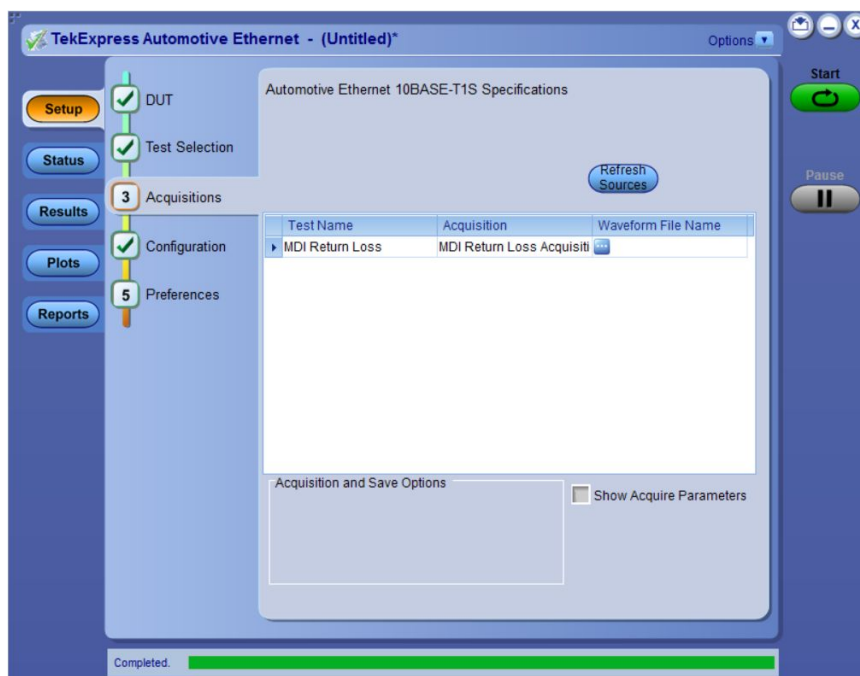 TekExpress Automotive Ethernet - (Untitled)*
Options
Start
Pause
Setup
Status
Results
Plots
Reports
DUT
Test Selection
3 Acquisitions
Configuration
5 Preferences
Automotive Ethernet 10BASE-T1S Specifications
Refresh
Sources
Test Name Acquisition Waveform File Name
MDI Return Loss MDI Return Loss Acquisiti ...
Acquisition and Save Options
Show Acquire Parameters
Completed.